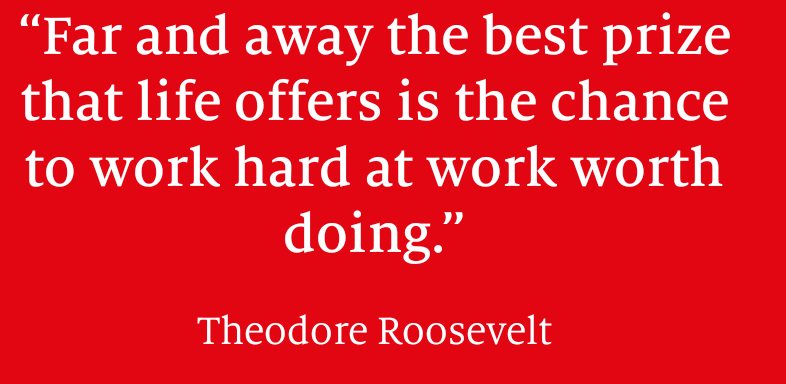 “Far and away the best prize
that life offers is the chance
to work hard at work worth
doing.”
Theodore Roosevelt